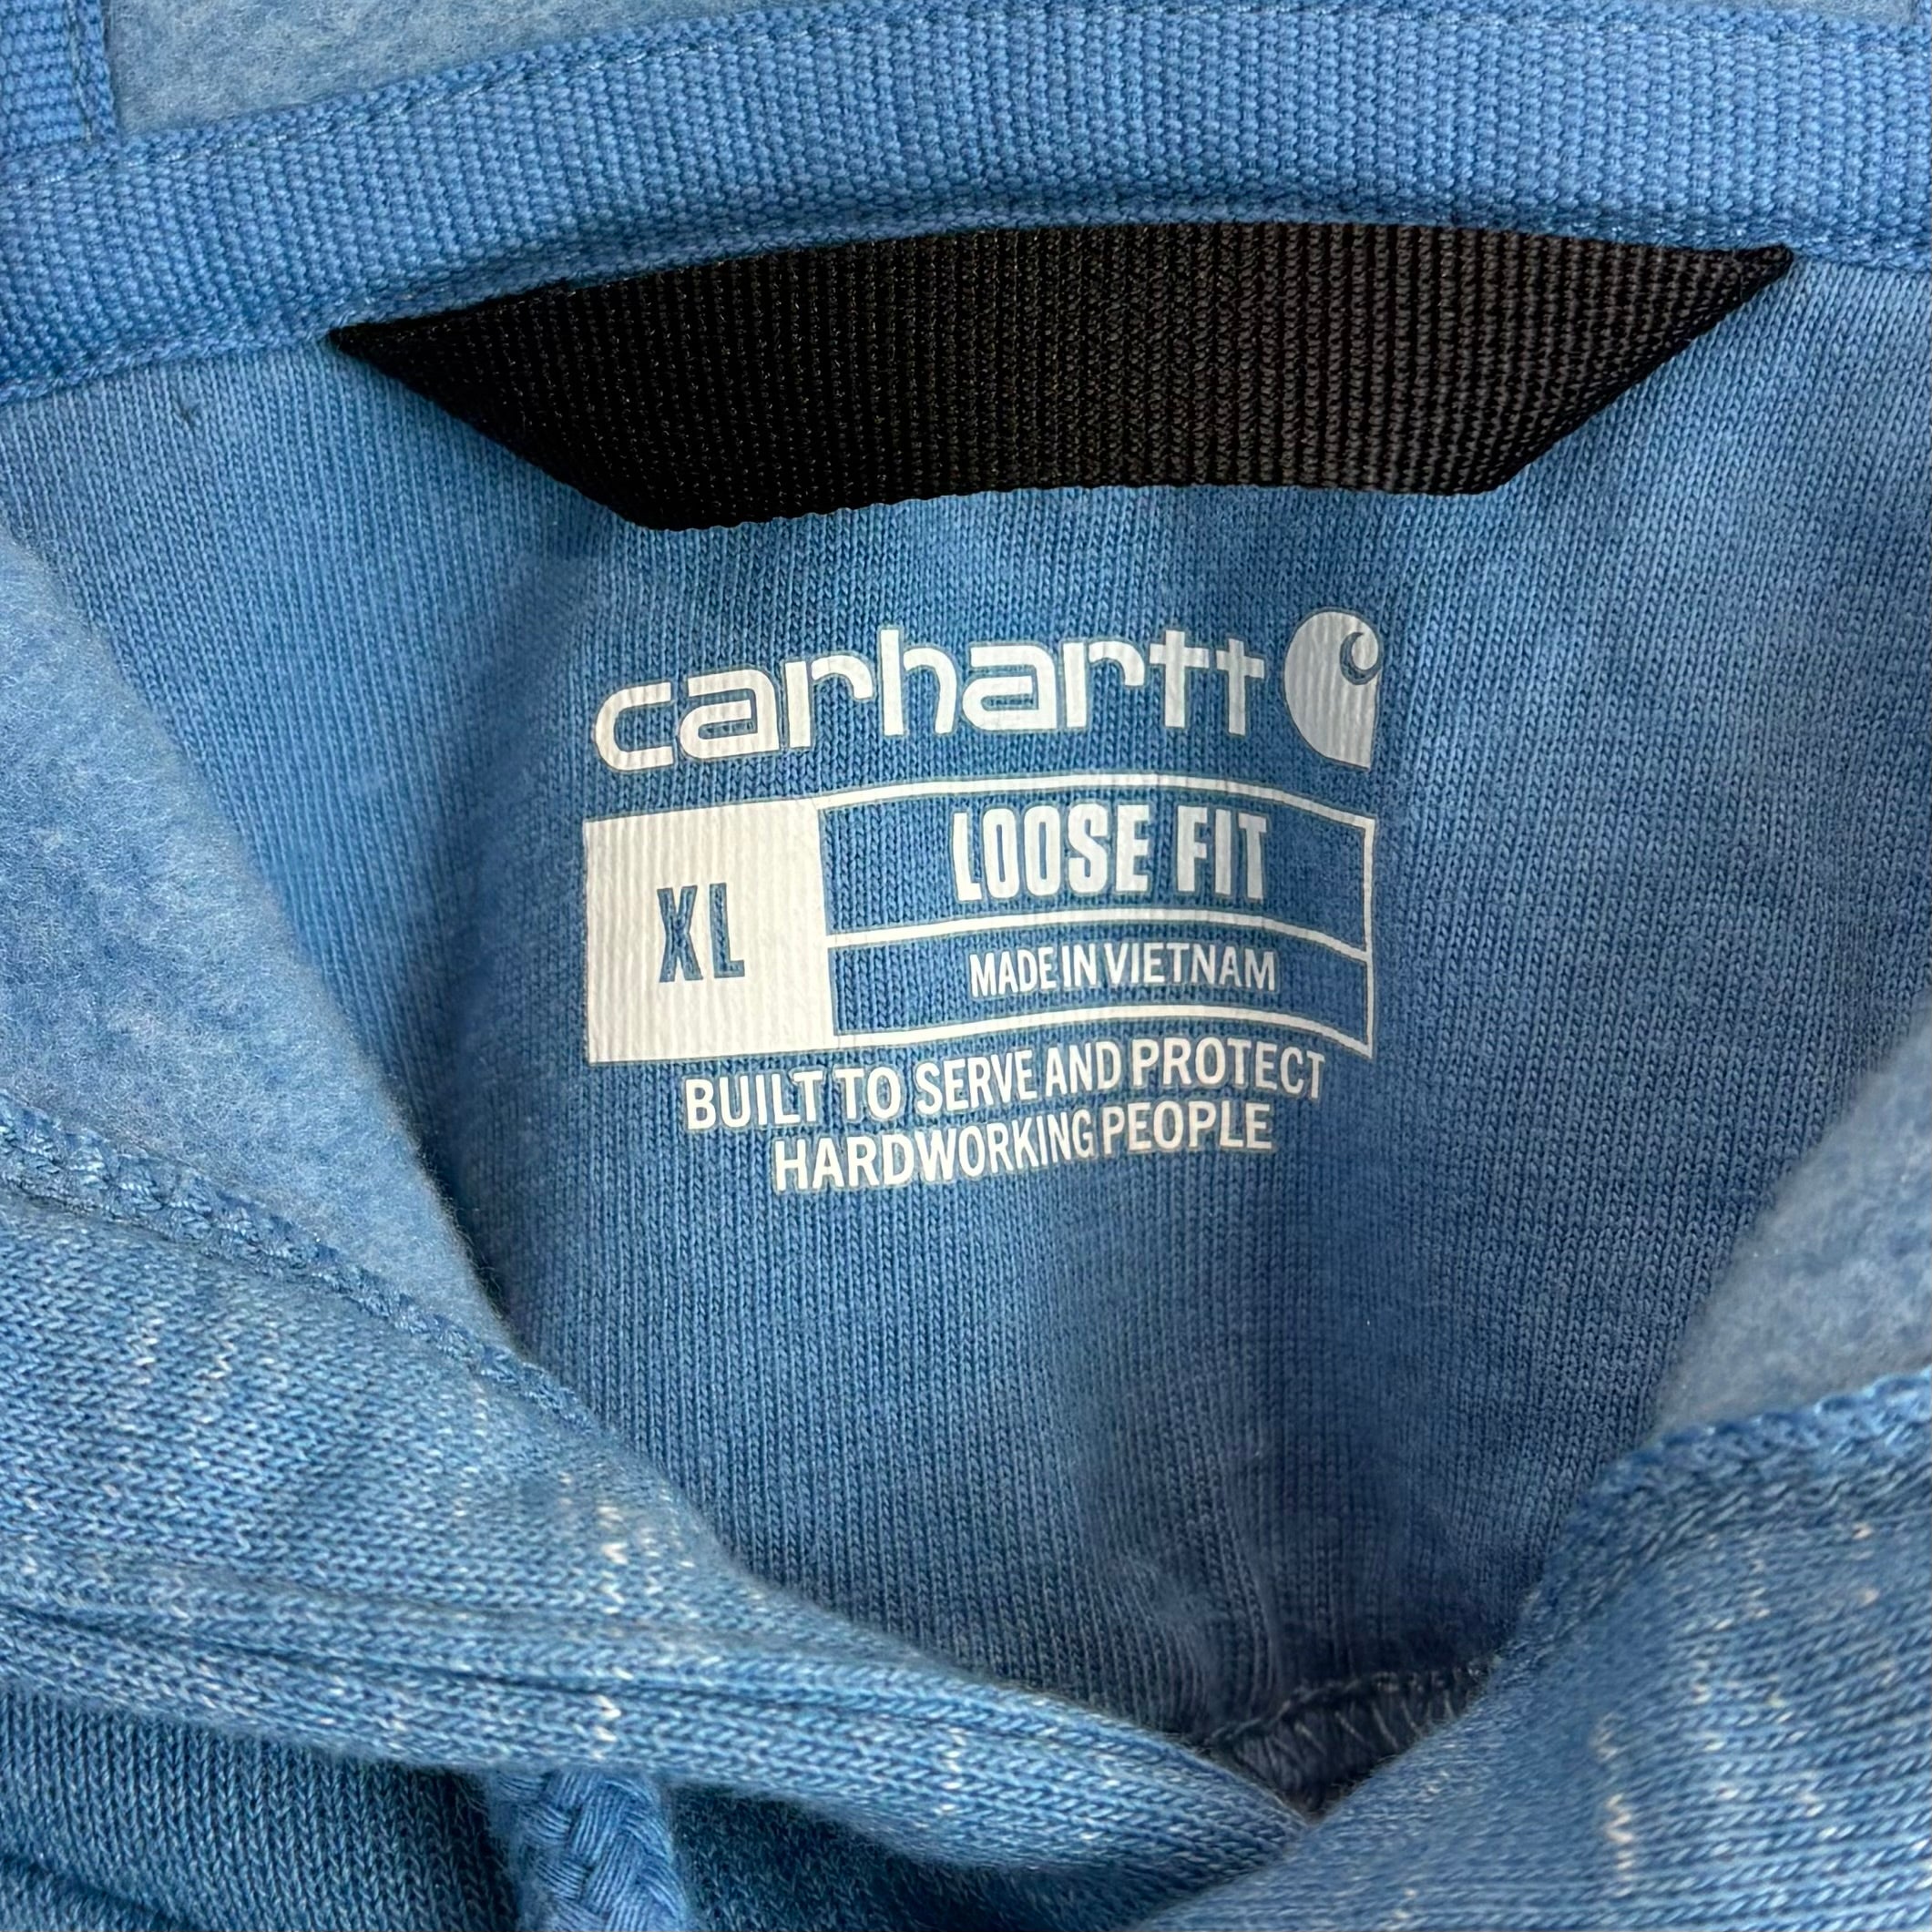 carhartt
XL
LOOSE FIT
MADE IN VIETNAM
BUILT TO SERVE AND PROTECT
HARDWORKING PEOPLE